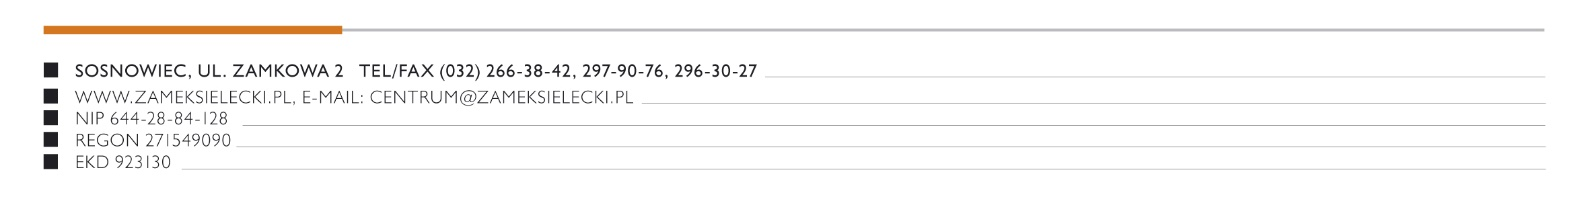 SOSNOWIEC, UL. ZAMKOWA 2 TEL/FAX (032) 266-38-42, 297-90-76, 296-30-27
WWW.ZAMEKSIELECKI.PL, E-MAIL: CENTRUM@ZAMEKSIELECKI.PL
NIP 644-28-84-128
REGON 271549090
EKD 923130